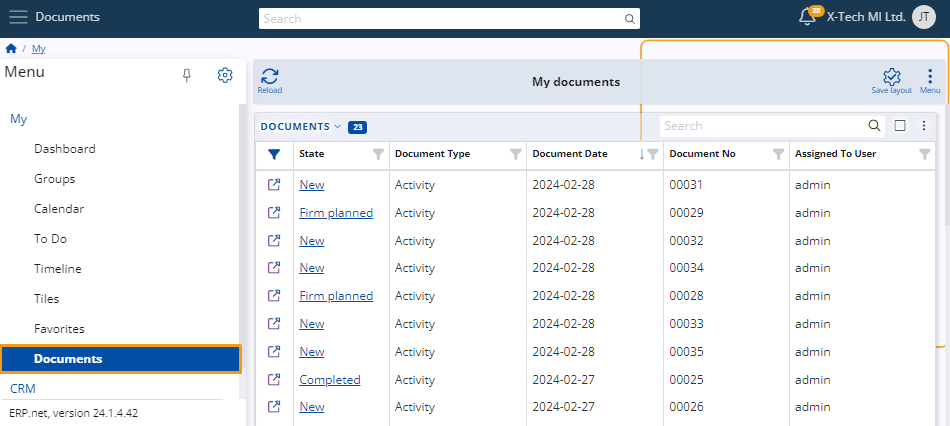 Documents
Search
28
X-Tech MI Ltd.
JT
/ My
Menu
My
Dashboard
Groups
Calendar
To Do
Timeline
Tiles
Favorites
Documents
CRM
ERP.net, version 24.1.4.42
Reload
My documents
Save layout
Menu
DOCUMENTS 23
Search
State Document Type Document Date Document No Assigned To User
New Activity 2024-02-28 00031 admin
Firm planned Activity 2024-02-28 00029 admin
New Activity 2024-02-28 00032 admin
New Activity 2024-02-28 00034 admin
Firm planned Activity 2024-02-28 00028 admin
New Activity 2024-02-28 00033 admin
New Activity 2024-02-28 00035 admin
Completed Activity 2024-02-27 00025 admin
New Activity 2024-02-27 00026 admin